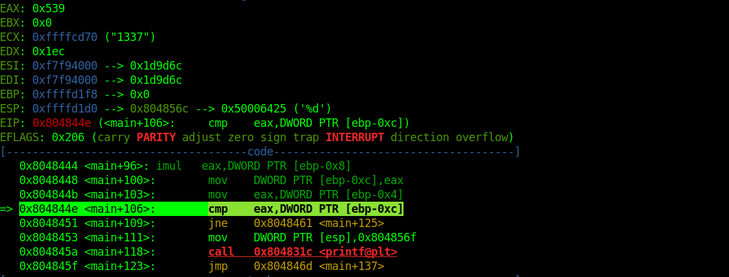 EAX: 0x539
EBX: 0x0
ECX: 0xffffcd70 ("1337")
EDX: 0x1ec
ESI: 0xf7f94000 --> 0x1d9d6c
EDI: 0xf7f94000 --> 0x1d9d6c
EBP: 0xffffd1f8 --> 0x0
ESP: 0xffffd1d0 --> 0x804856c --> 0x50006425 ('%d')
EIP: 0x804844e (<main+106>: cmp eax,DWORD PTR [ebp-0xc])
EFLAGS: 0x206 (carry PARITY adjust zero sign trap INTERRUPT direction overflow)
[-------------------------------------code-------------------------------------]
0x8048444 <main+96>: imul eax,DWORD PTR [ebp-0x8]
0x8048448 <main+100>: mov DWORD PTR [ebp-0xc],eax
0x804844b <main+103>: mov eax,DWORD PTR [ebp-0x4]
=> 0x804844e <main+106>: cmp eax,DWORD PTR [ebp-0xc]
0x8048451 <main+109>: jne 0x8048461 <main+125>
0x8048453 <main+111>: mov DWORD PTR [esp],0x804856f
0x804845a <main+118>: call 0x804831c <printf@plt>
0x804845f <main+123>: jmp 0x804846d <main+137>